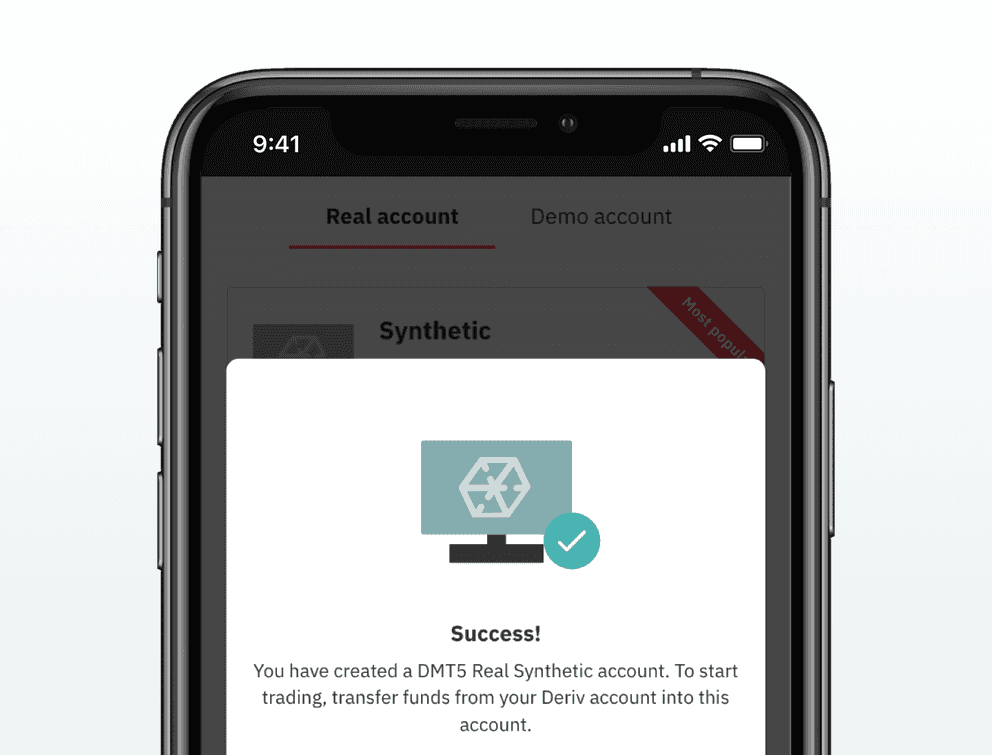 9:41
Real account
Demo account
Synthetic
Most popul
Success!
You have created a DMT5 Real Synthetic account. To start
trading, transfer funds from your Deriv account into this
account.